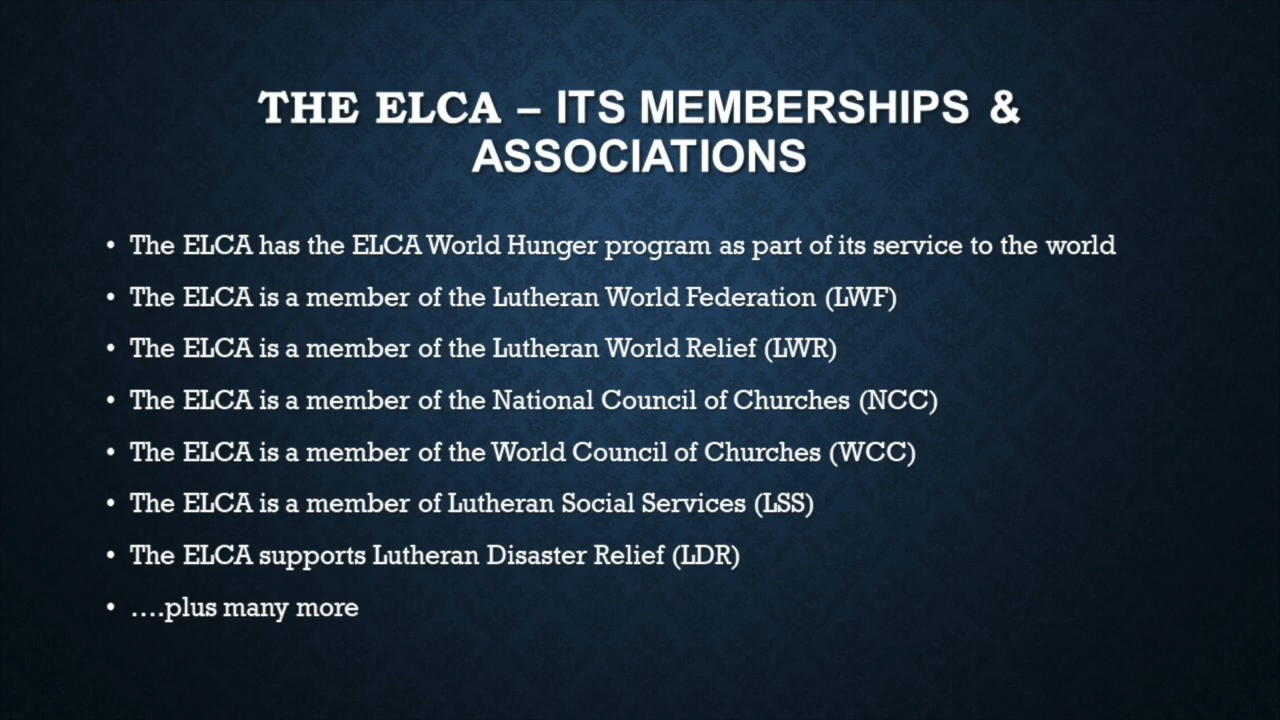 THE ELCA – ITS MEMBERSHIPS &
ASSOCIATIONS
• The ELCA has the ELCA World Hunger program as part of its service to the world
• The ELCA is a member of the Lutheran World Federation (LWF)
• The ELCA is a member of the Lutheran World Relief (LWR)
• The ELCA is a member of the National Council of Churches (NCC)
• The ELCA is a member of the World Council of Churches (WCC)
• The ELCA is a member of Lutheran Social Services (LSS)
• The ELCA supports Lutheran Disaster Relief (LDR)
• ....plus many more